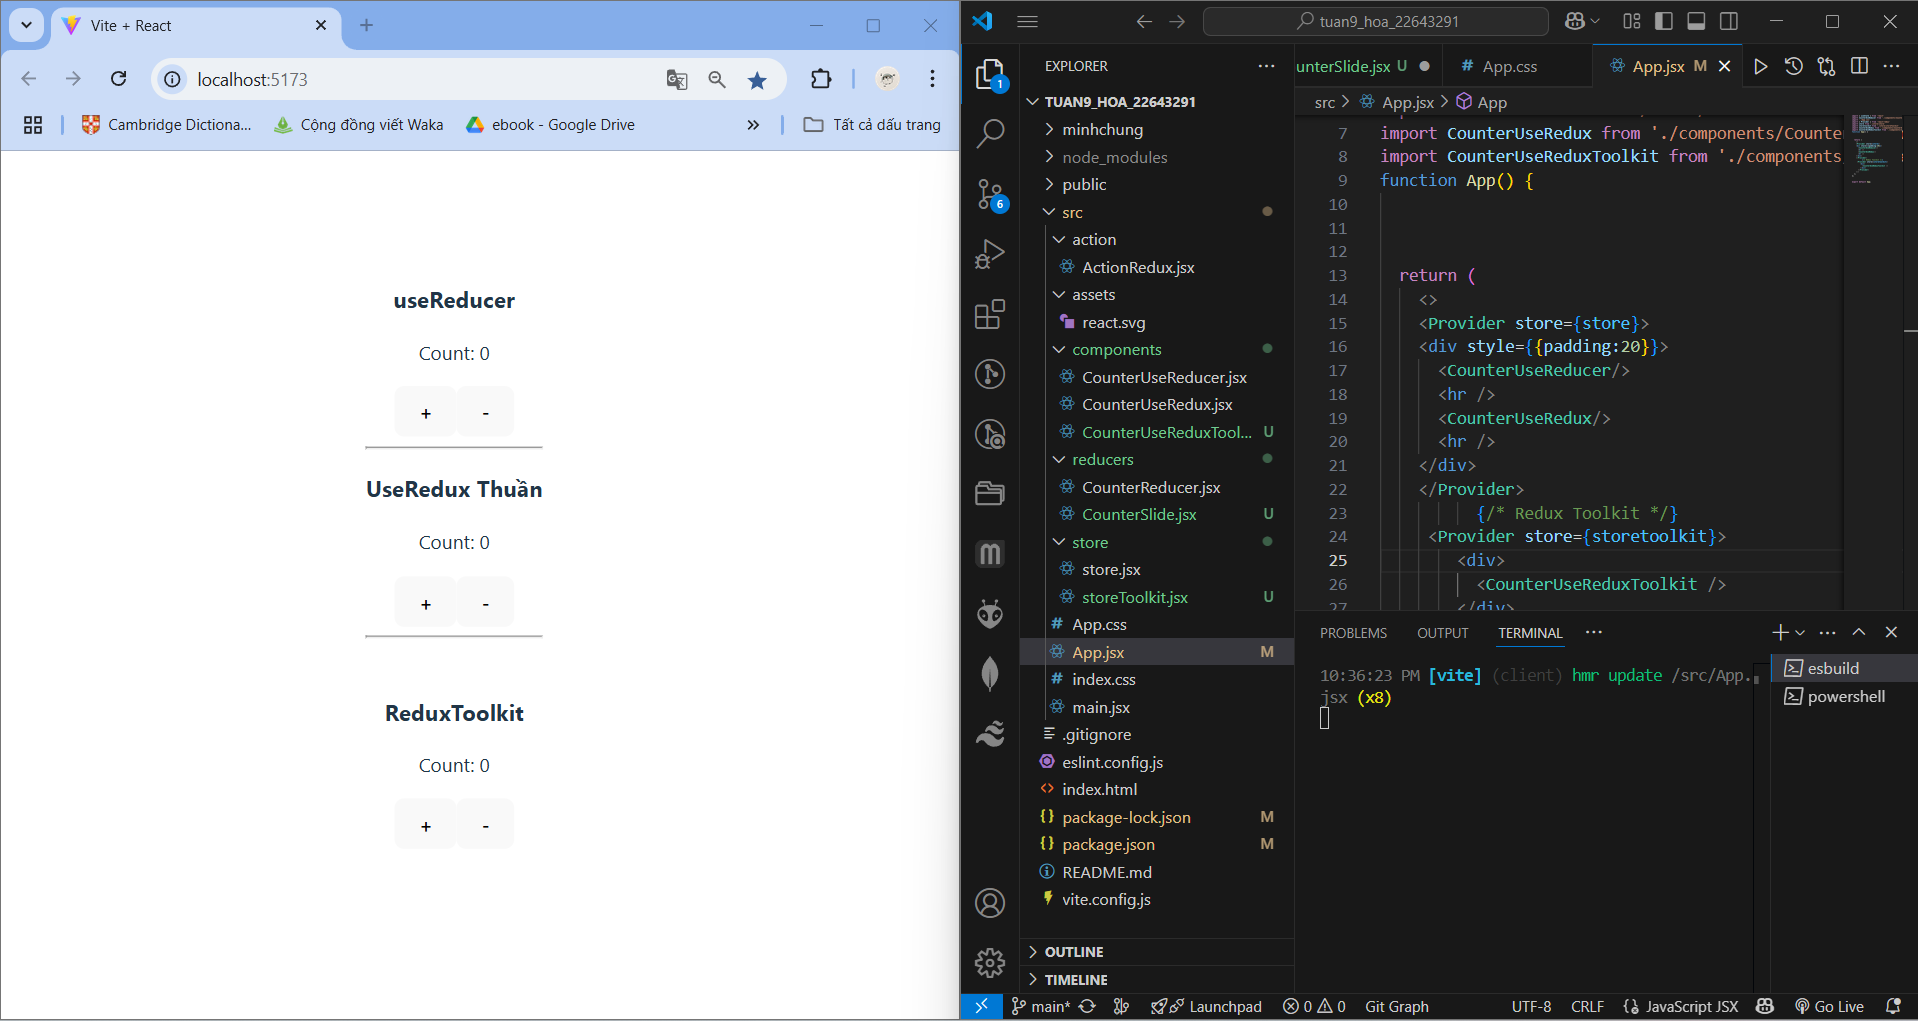 Vite + React
localhost:5173
Cambridge Dictiona...
Cộng đồng viết Waka
ebook - Google Drive
»
Tất cả dấu trang
useReducer
Count: 0
+ -
UseRedux Thuần
Count: 0
+ -
ReduxToolkit
Count: 0
+ -
tuan9_hoa_22643291
EXPLORER
1
6
TUAN9_HOA_22643291
minhchung
node_modules
public
src
action
ActionRedux.jsx
assets
react.svg
components
CounterUseReducer.jsx
CounterUseRedux.jsx
CounterUseReduxTool... U
reducers
CounterReducer.jsx
CounterSlide.jsx U
store
store.jsx
storeToolkit.jsx U
# App.css
App.jsx M
# index.css
main.jsx
.gitignore
eslint.config.js
<> index.html
{} package-lock.json M
{} package.json M
README.md
vite.config.js
OUTLINE
TIMELINE
unterSlide.jsx U
# App.css
App.jsx M
src > App.jsx > App
7 import CounterUseRedux from './components/Counte
8 import CounterUseReduxToolkit from './components
9 function App() {
10
11
12
13 return (
14 <>
15 <Provider store={store}>
16 <div style={{padding:20}}>
17 <CounterUseReducer/>
18 <hr />
19 <CounterUseRedux/>
20 <hr />
21 </div>
22 </Provider>
23 {/* Redux Toolkit */}
24 <Provider store={storetoolkit}>
25 <div>
26 <CounterUseReduxToolkit />
27 </div>
PROBLEMS OUTPUT TERMINAL ...
10:36:23 PM [vite] (client) hmr update /src/App.
jsx (x8)
esbuild
powershell
main* Launchpad 0 0 Git Graph UTF-8 CRLF {} JavaScript JSX Go Live